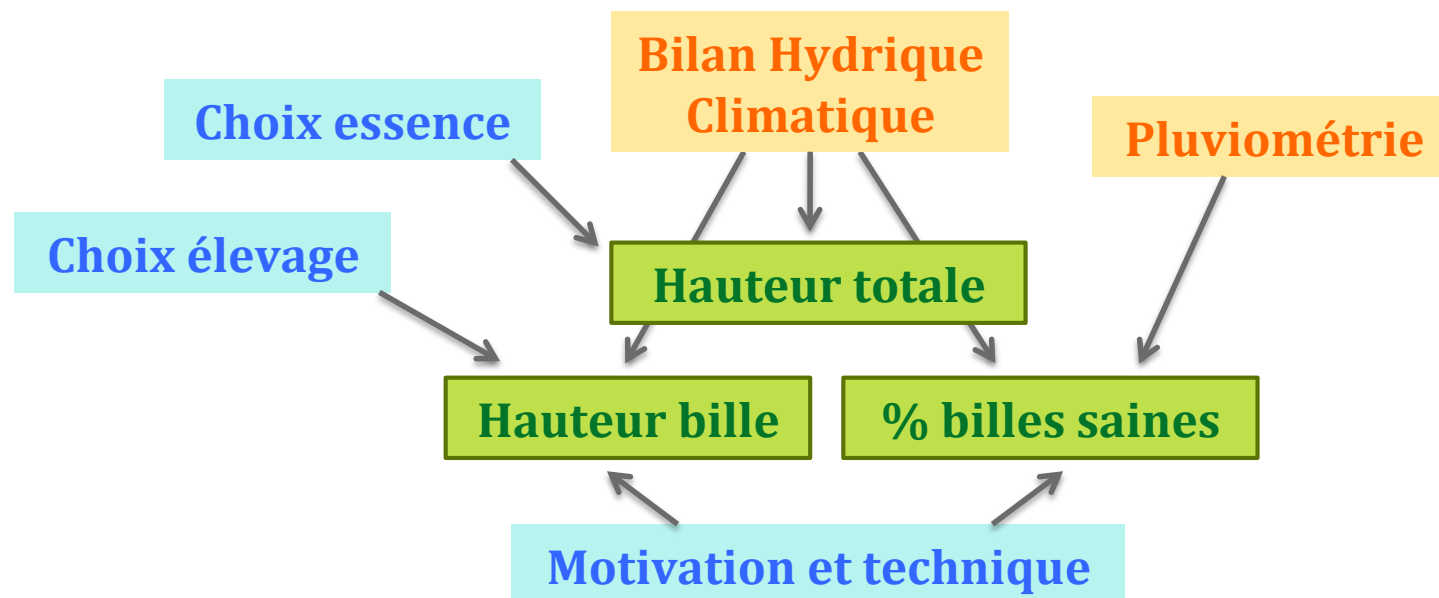 Bilan Hydrique
Climatique
Choix essence
Pluviométrie
Choix élevage
Hauteur totale
Hauteur bille
% billes saines
Motivation et technique